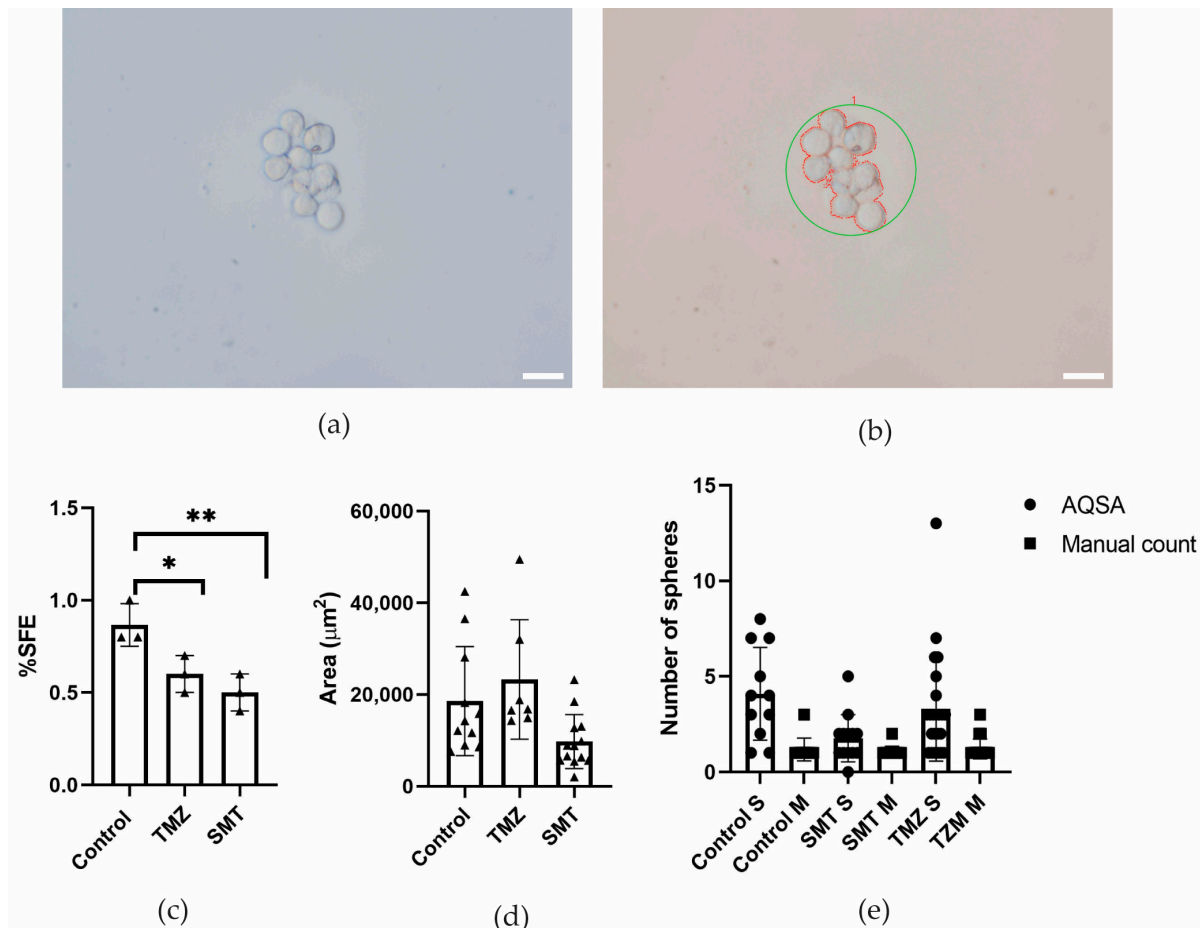 1
(a)
(b)
1.5
1.0
0.5
0.0
%SFE
**
*
Control
TMZ
SMT
(c)
60,000
40,000
20,000
0
Area (μm²)
Control
TMZ
SMT
(d)
15
10
5
0
Number of spheres
Control S
Control M
SMT S
SMT M
TMZ S
TZM M
AQSA
Manual count
(e)